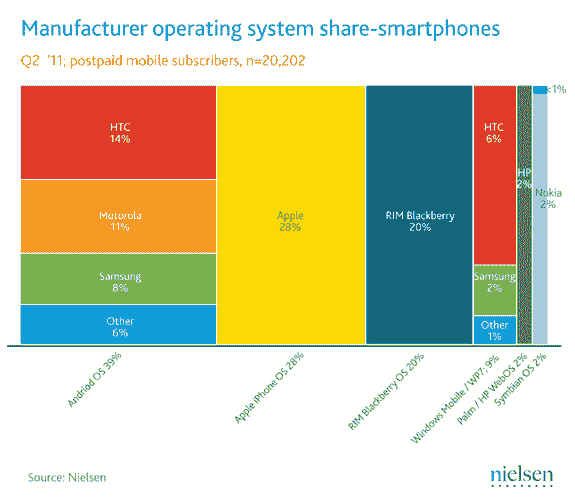 Manufacturer operating system share-smartphones
Q2 '11; postpaid mobile subscribers, n=20,202
HTC
14%
Motorola
11%
Samsung
8%
Other
6%
Apple
28%
RIM Blackberry
20%
HTC
6%
Samsung
2%
Other
1%
HP
2%
<1%
Nokia
2%
Andriod OS 39%
Apple iPhone OS 28%
RIM Blackberry OS 20%
Windows Mobile / WP7; 9%
Palm / HP WebOS 2%
Symbian OS 2%
Source: Nielsen
nielsen